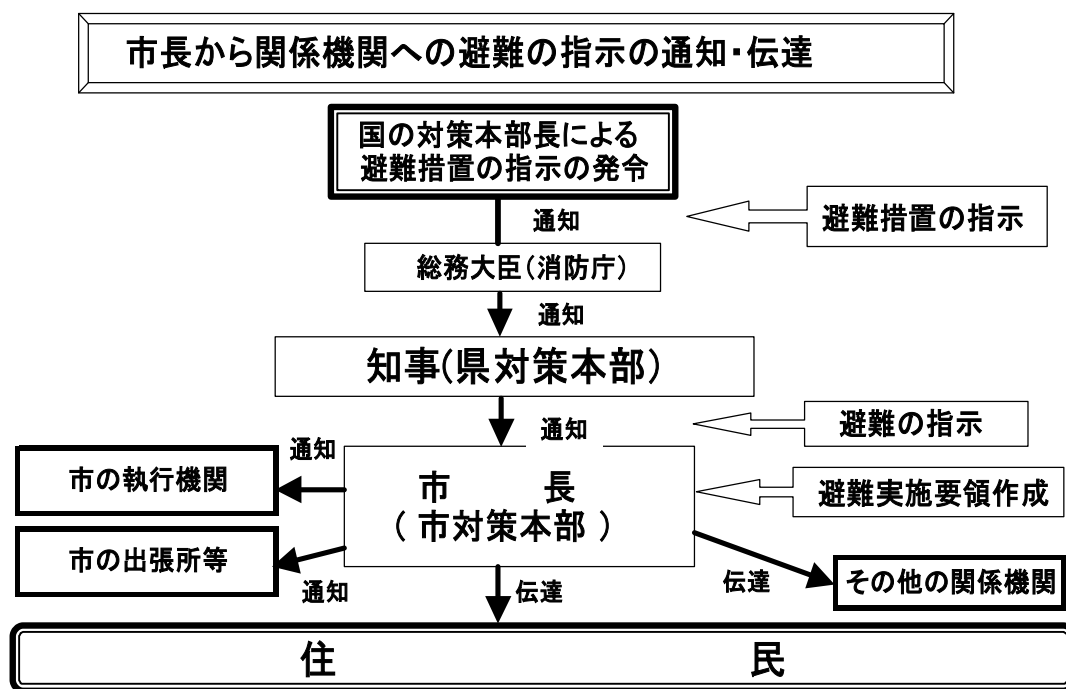 市長から関係機関への避難の指示の通知・伝達
国の対策本部長による
避難措置の指示の発令
通知
避難措置の指示
総務大臣(消防庁)
通知
知事(県対策本部)
通知
避難の指示
通知
市の執行機関
市　　長
(市対策本部)
避難実施要領作成
市の出張所等
通知
伝達
伝達
その他の関係機関
住　　民